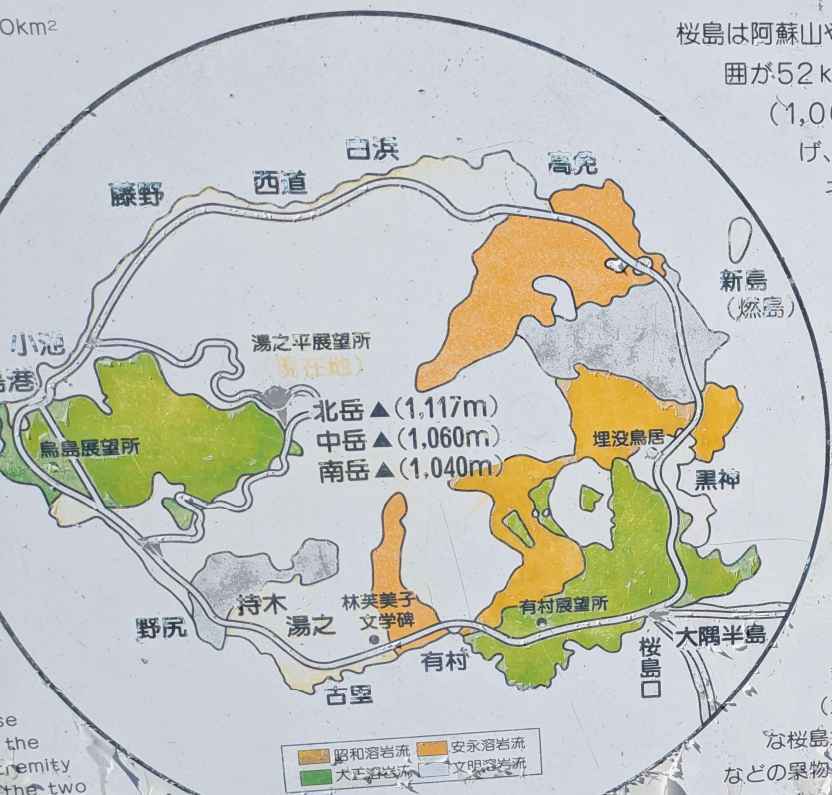 0km²
桜島は阿蘇山や
囲が52k
(1,00
げ、
白浜
高免
西道
藤野
新島
(燃島)
小池
湯之平展望所
(現在地)
港
北岳▲(1,117m)
中岳▲(1,060m)
南岳▲(1,040m)
烏島展望所
埋没鳥居
黒神
持木
林芙美子
文学碑
有村展望所
野尻
湯之
有村
桜島口
大隅半島
古里
昭和溶岩流
安永溶岩流
大正溶岩流
文明溶岩流
se
the
remity
the two
な桜島
などの果物